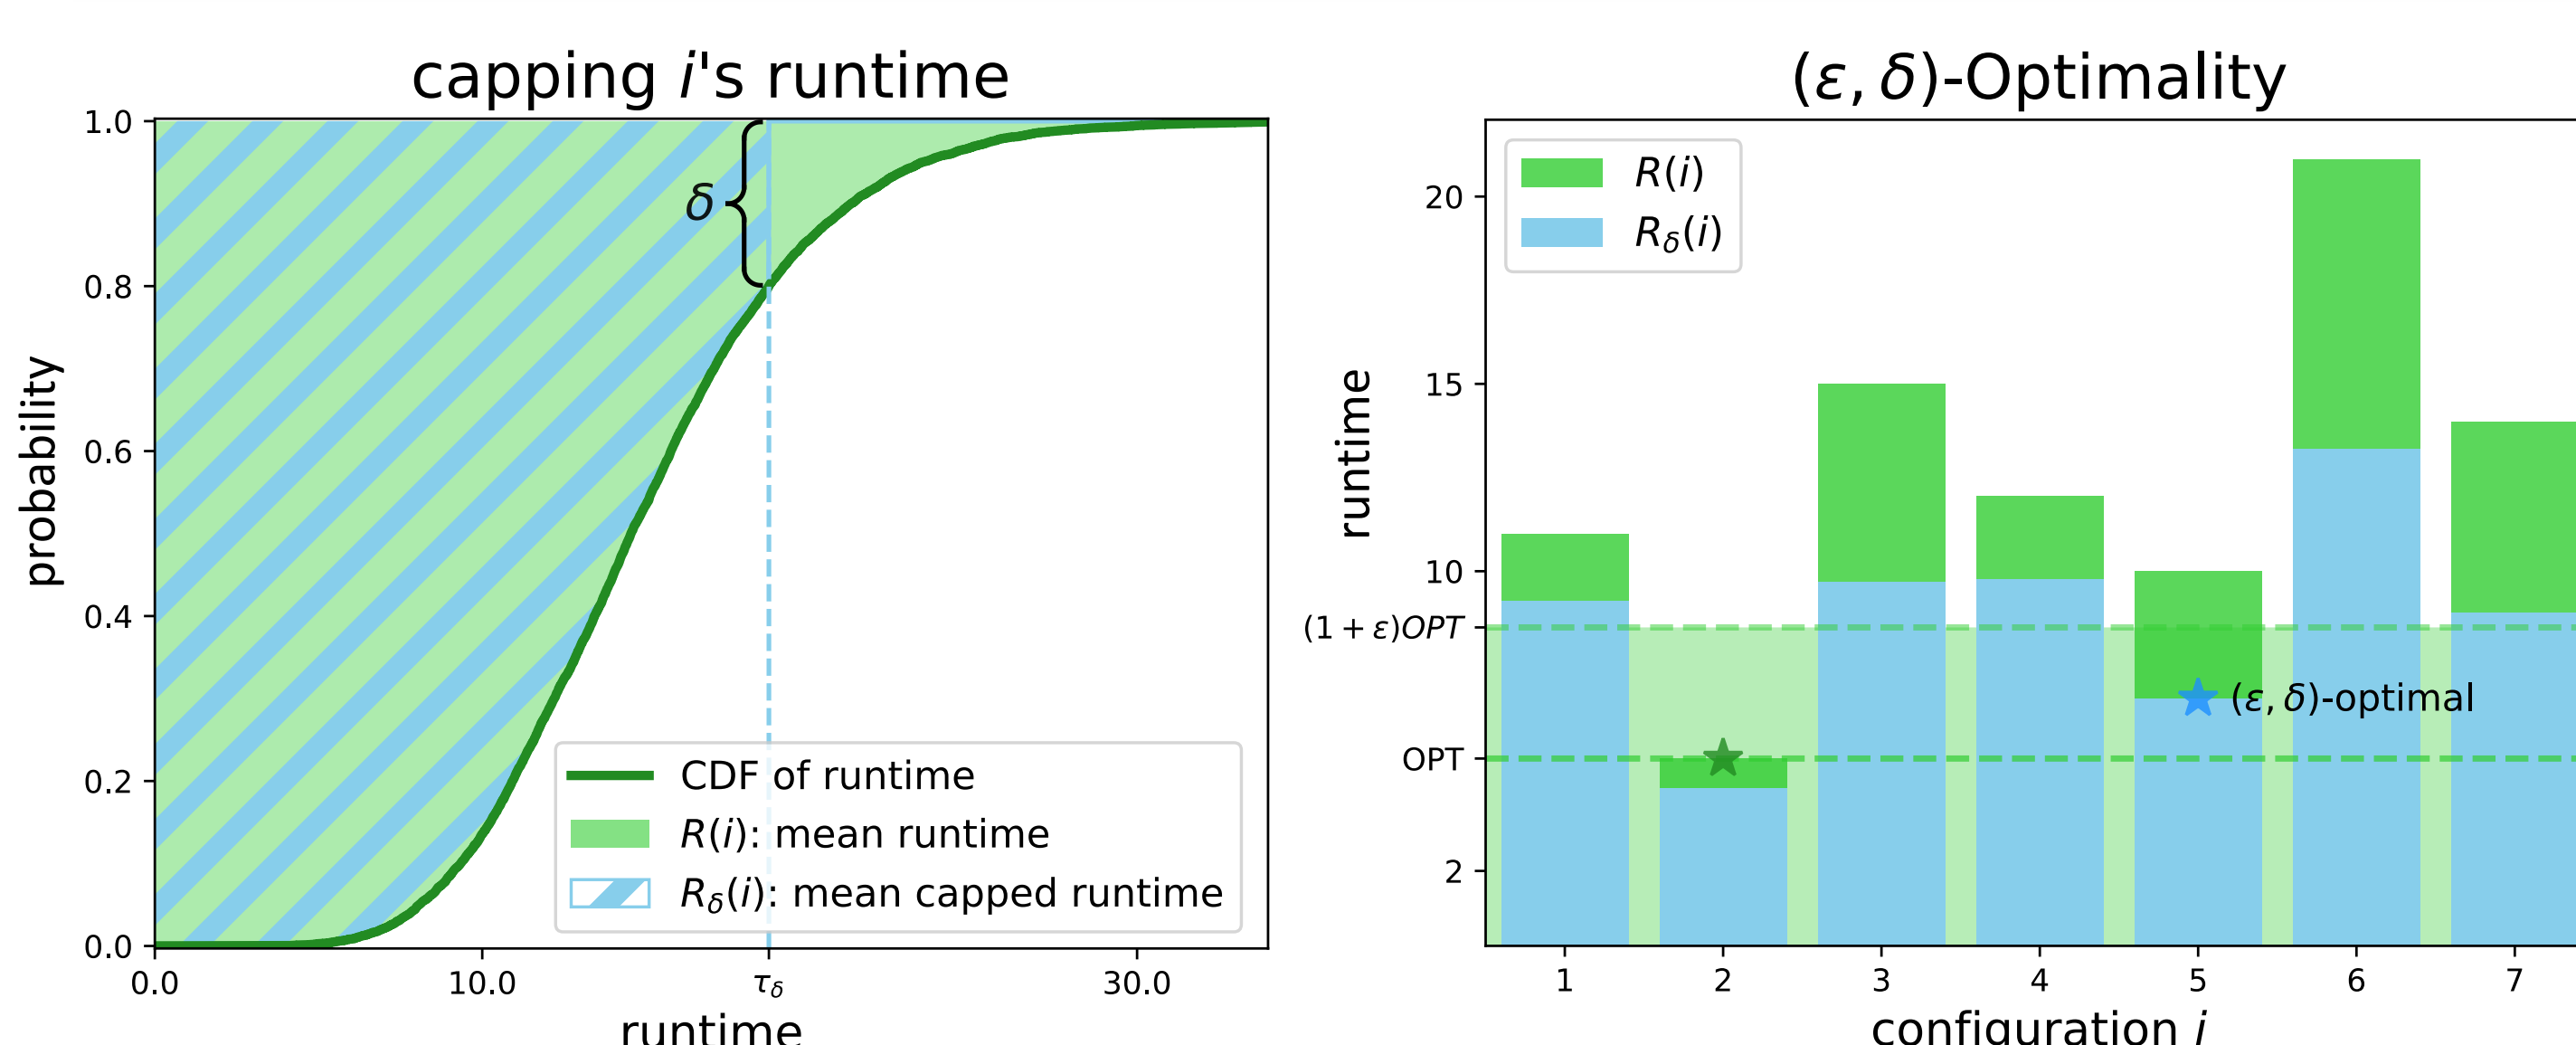 capping i's runtime
1.0
0.8
0.6
0.4
0.2
0.0
probability
δ
CDF of runtime
R(i): mean runtime
R_δ(i): mean capped runtime
0.0 10.0 τ_δ 30.0
runtime
(ε, δ)-Optimality
R(i)
R_δ(i)
20
15
10
(1 + ε)OPT
OPT
2
runtime
(ε, δ)-optimal
1 2 3 4 5 6 7
configuration i